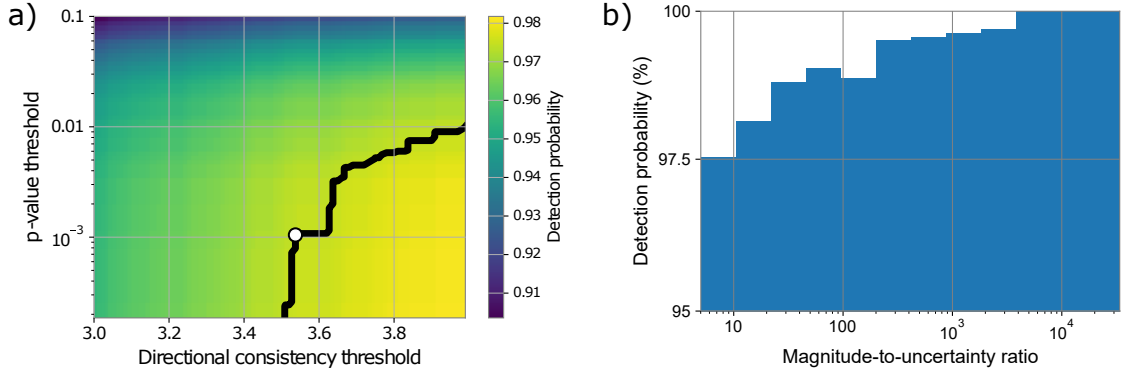 a)
0.1
0.01
10⁻³
p-value threshold
3.0 3.2 3.4 3.6 3.8
Directional consistency threshold
0.98
0.97
0.96
0.95
0.94
0.93
0.92
0.91
Detection probability
b)
100
97.5
95
Detection probability (%)
10 100 10³ 10⁴
Magnitude-to-uncertainty ratio